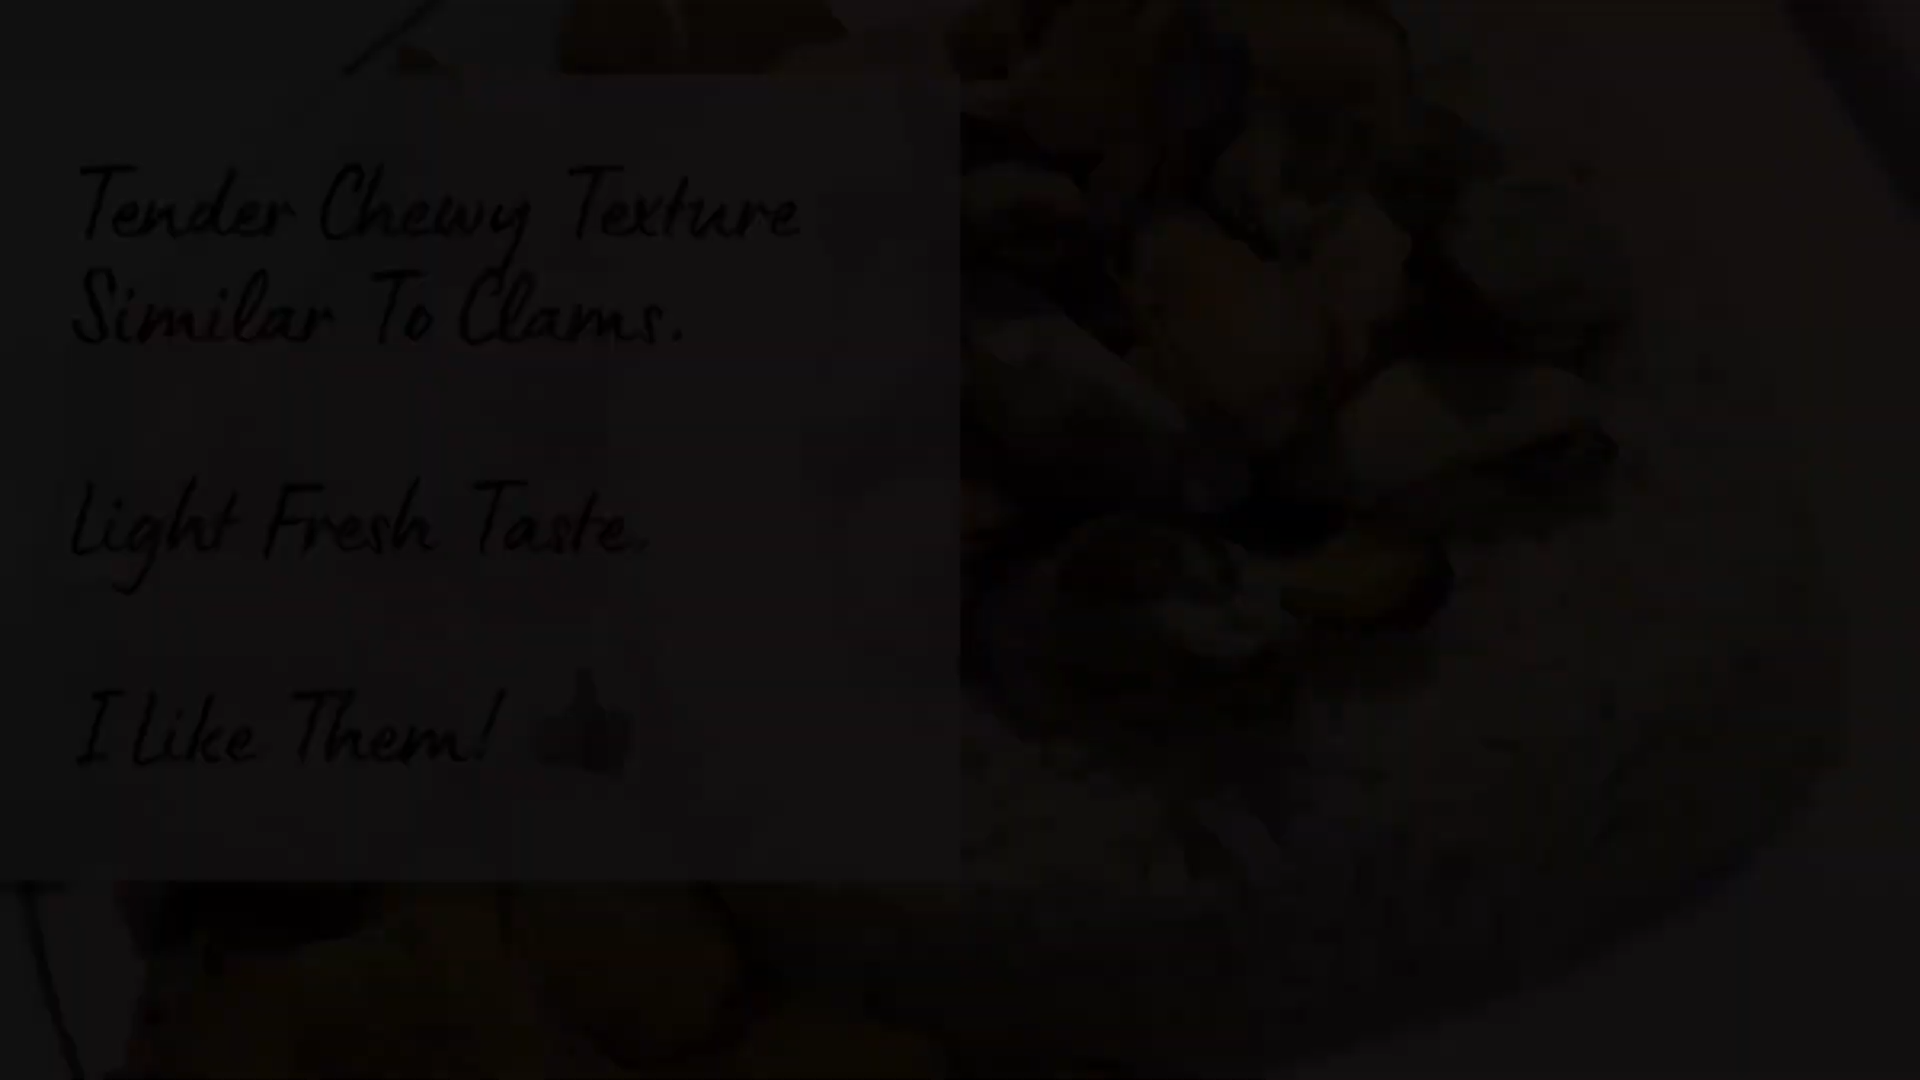 Tender Chewy Texture
Similar To Clams.
Light Fresh Taste.
I Like Them! 👍